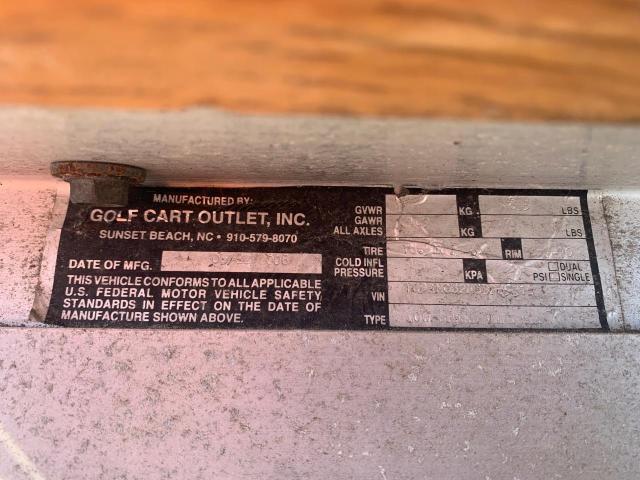 MANUFACTURED BY:
GOLF CART OUTLET, INC.
SUNSET BEACH, NC • 910-579-8070
DATE OF MFG.
THIS VEHICLE CONFORMS TO ALL APPLICABLE
U.S. FEDERAL MOTOR VEHICLE SAFETY
STANDARDS IN EFFECT ON THE DATE OF
MANUFACTURE SHOWN ABOVE.
GVWR KG LBS
GAWR
ALL AXLES KG LBS
TIRE RIM
COLD INFL
PRESSURE KPA PSI DUAL
SINGLE
VIN
TYPE